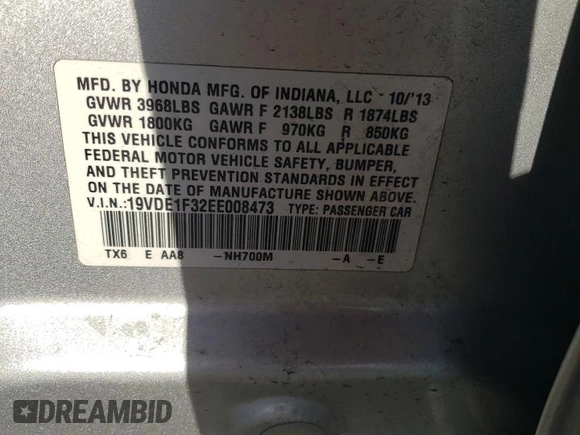 MFD. BY HONDA MFG. OF INDIANA, LLC 10/'13
GVWR 3968LBS GAWR F 2138LBS R 1874LBS
GVWR 1800KG GAWR F 970KG R 850KG
THIS VEHICLE CONFORMS TO ALL APPLICABLE
FEDERAL MOTOR VEHICLE SAFETY, BUMPER,
AND THEFT PREVENTION STANDARDS IN EFFECT
ON THE DATE OF MANUFACTURE SHOWN ABOVE.
V.I.N.:19VDE1F32EE008473 TYPE: PASSENGER CAR
TX6 E AA8 -NH700M -A -E
DREAMBID